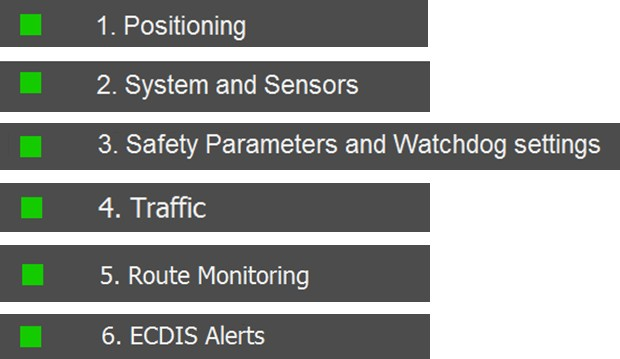 1. Positioning
2. System and Sensors
3. Safety Parameters and Watchdog settings
4. Traffic
5. Route Monitoring
6. ECDIS Alerts